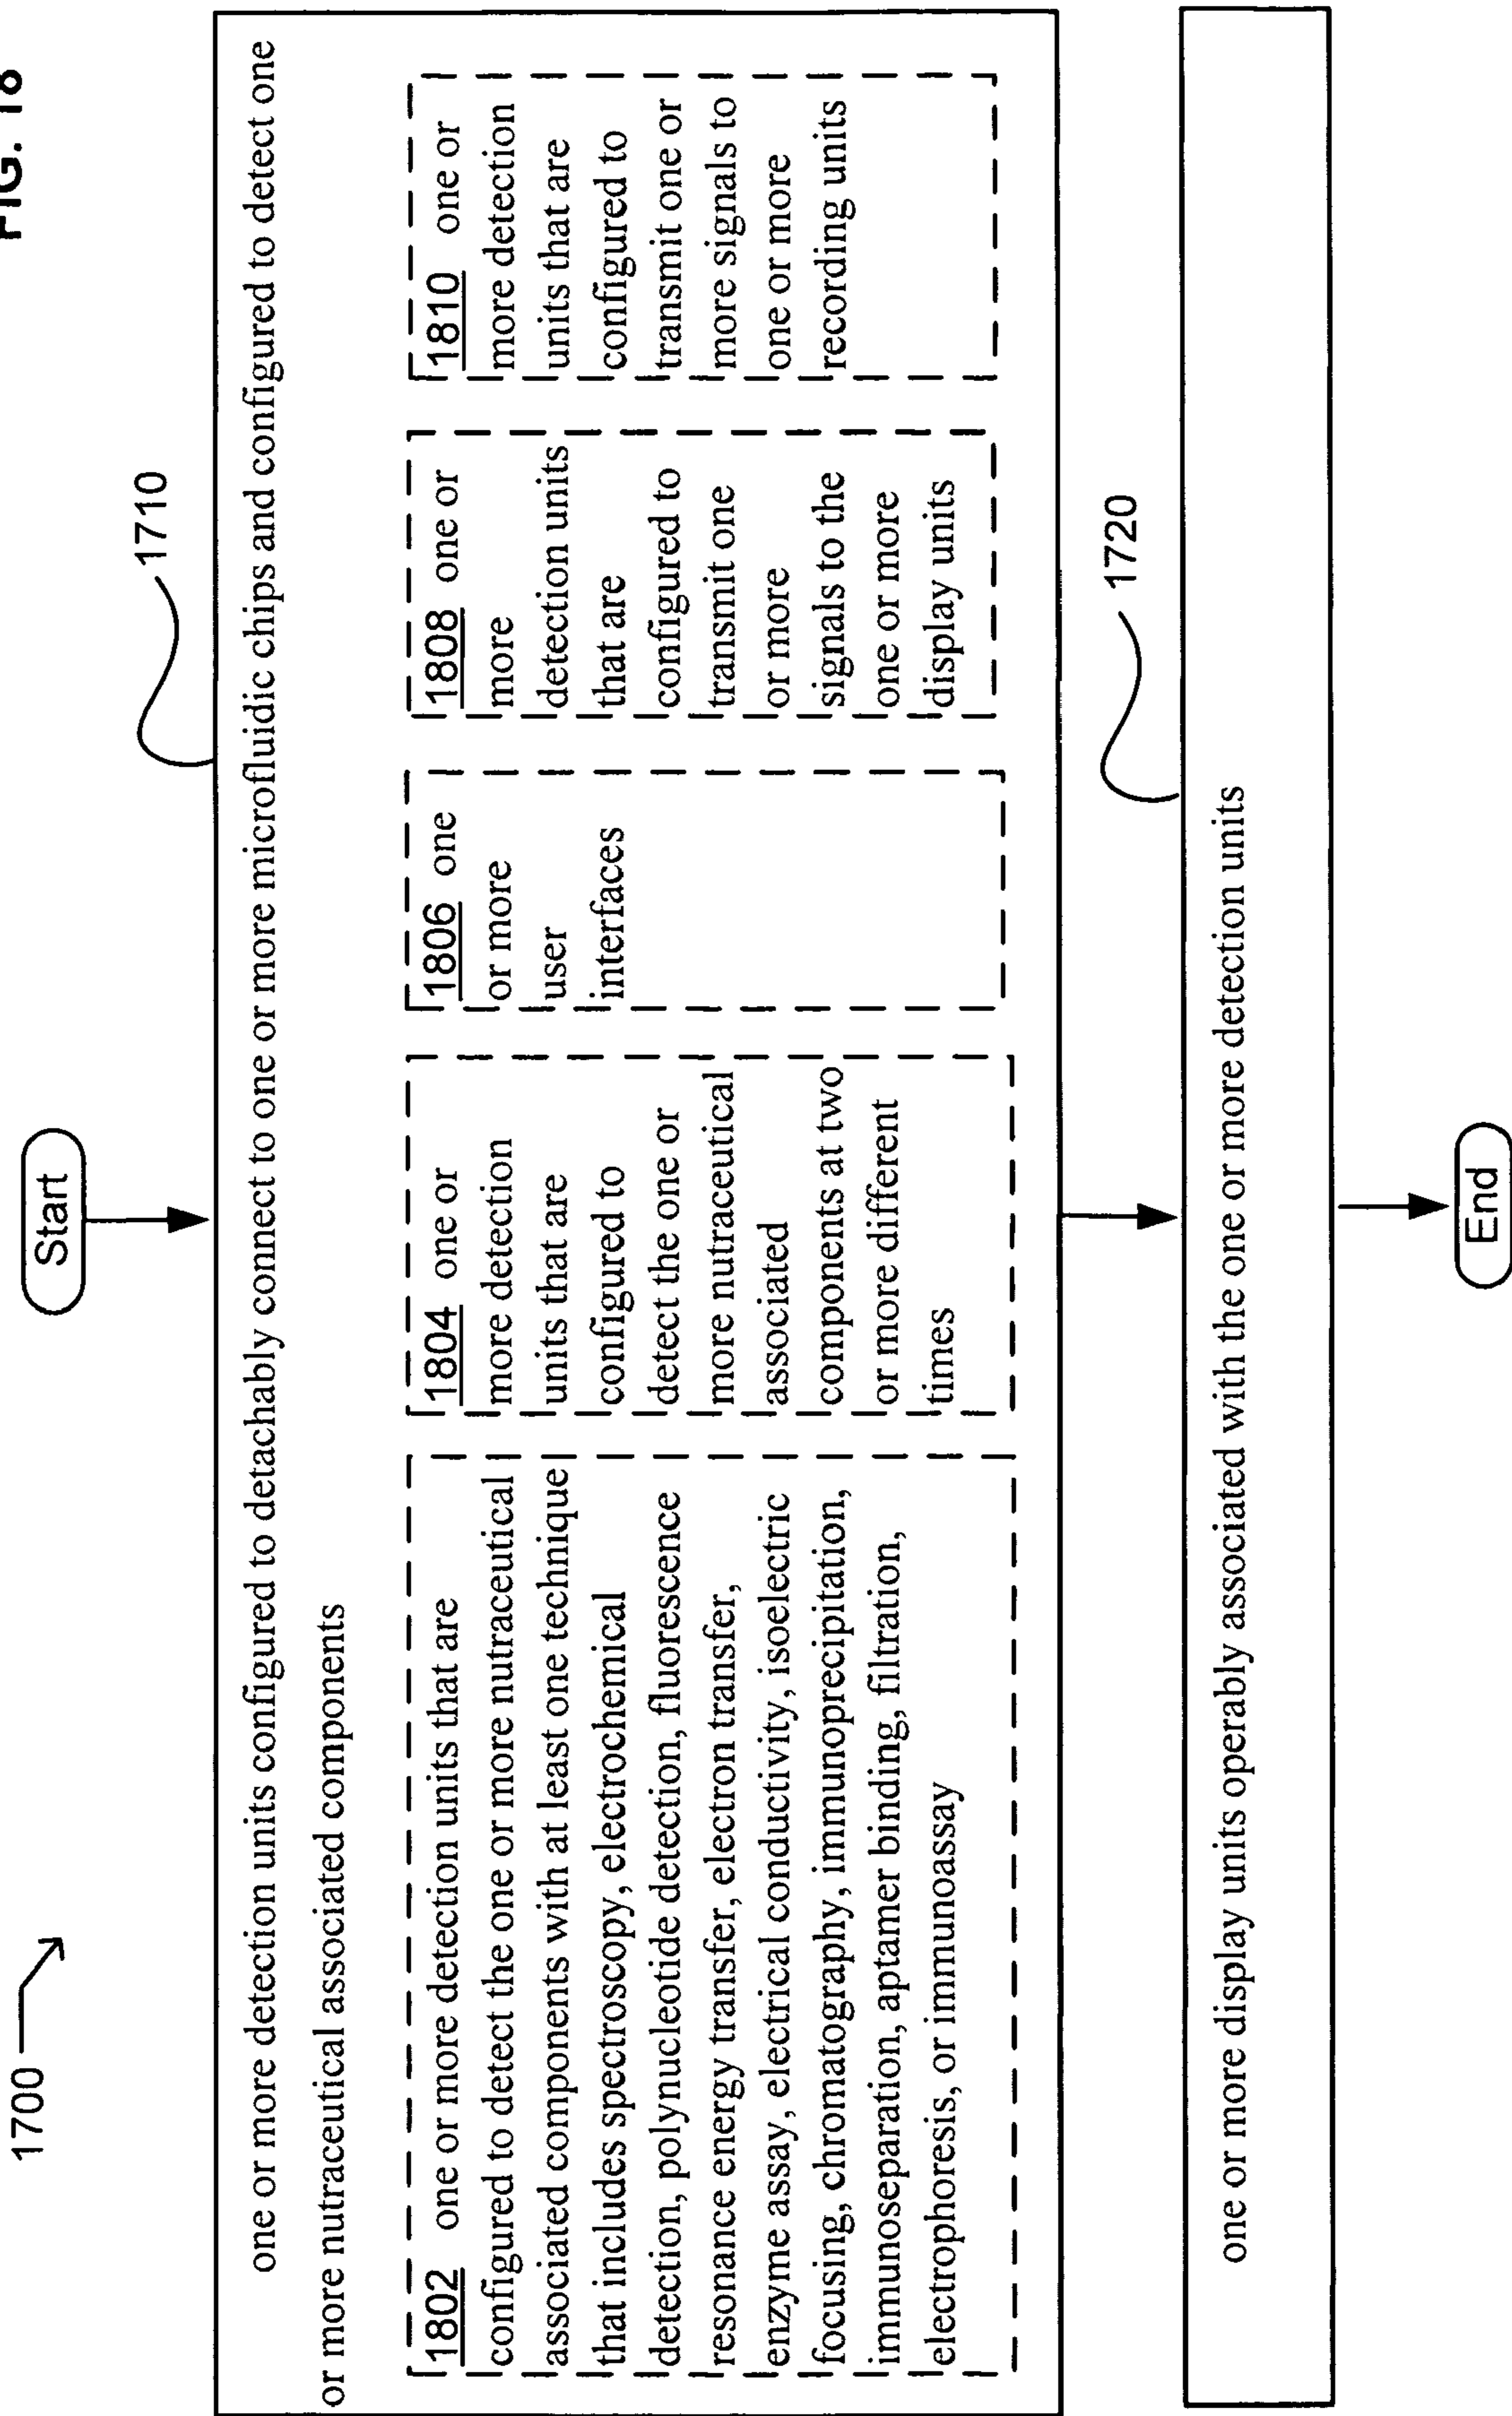 FIG. 18
1700
Start
1710
one or more detection units configured to detachably connect to one or more microfluidic chips and configured to detect one
or more nutraceutical associated components
1802 one or more detection units that are
configured to detect the one or more nutraceutical
associated components with at least one technique
that includes spectroscopy, electrochemical
detection, polynucleotide detection, fluorescence
resonance energy transfer, electron transfer,
enzyme assay, electrical conductivity, isoelectric
focusing, chromatography, immunoprecipitation,
immunoseparation, aptamer binding, filtration,
electrophoresis, or immunoassay
1804 one or
more detection
units that are
configured to
detect the one or
more nutraceutical
associated
components at two
or more different
times
1806 one
or more
user
interfaces
1808 one or
more
detection units
that are
configured to
transmit one
or more
signals to the
one or more
display units
1810 one or
more detection
units that are
configured to
transmit one or
more signals to
one or more
recording units
1720
one or more display units operably associated with the one or more detection units
End